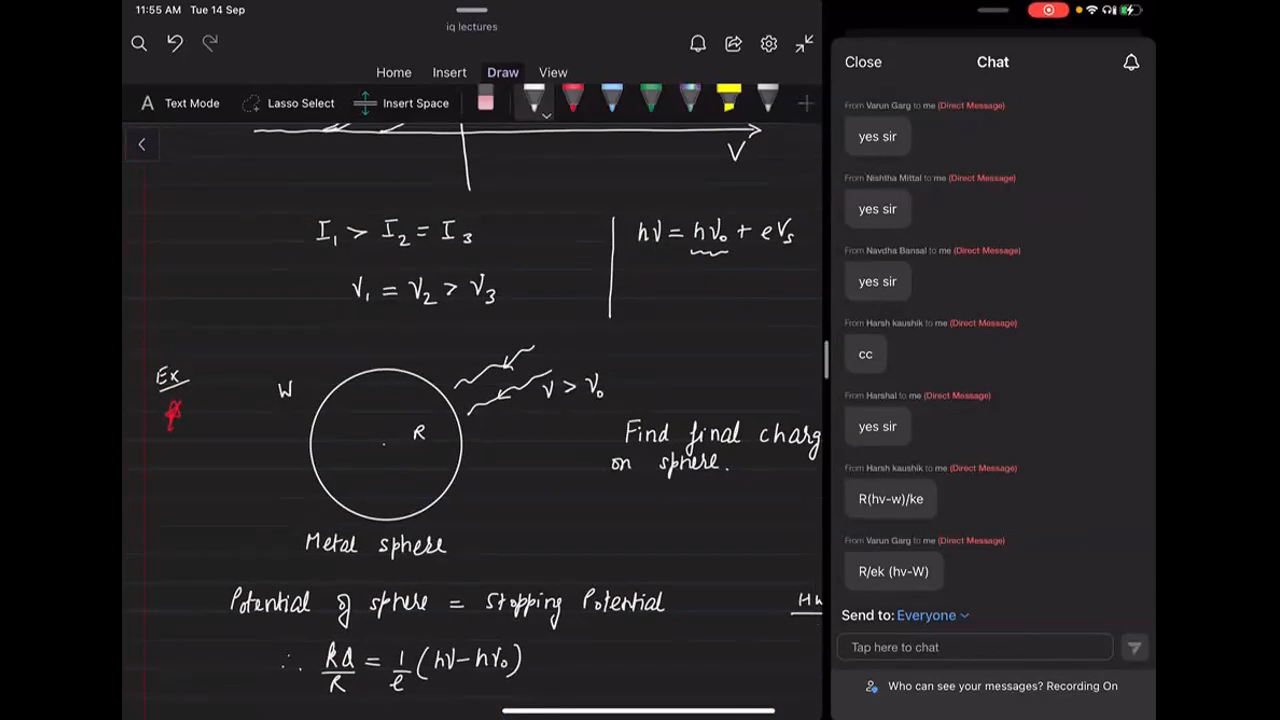 11:55 AM Tue 14 Sep
iq lectures
Home Insert Draw View
Text Mode Lasso Select Insert Space
V
I₁ > I₂ = I₃
hν = hν₀ + eVₛ
ν₁ = ν₂ > ν₃
Ex
W
ν > ν₀
R
Find final charg
on sphere.
Metal sphere
Potential of sphere = Stopping Potential
HW
∴ kQ/R = 1/e (hν - hν₀)
Close Chat
From Varun Garg to me (Direct Message)
yes sir
From Nishtha Mittal to me (Direct Message)
yes sir
From Navdha Bansal to me (Direct Message)
yes sir
From Harsh kaushik to me (Direct Message)
cc
From Harshal to me (Direct Message)
yes sir
From Harsh kaushik to me (Direct Message)
R(hv-w)/ke
From Varun Garg to me (Direct Message)
R/ek (hv-W)
Send to: Everyone
Tap here to chat
Who can see your messages? Recording On